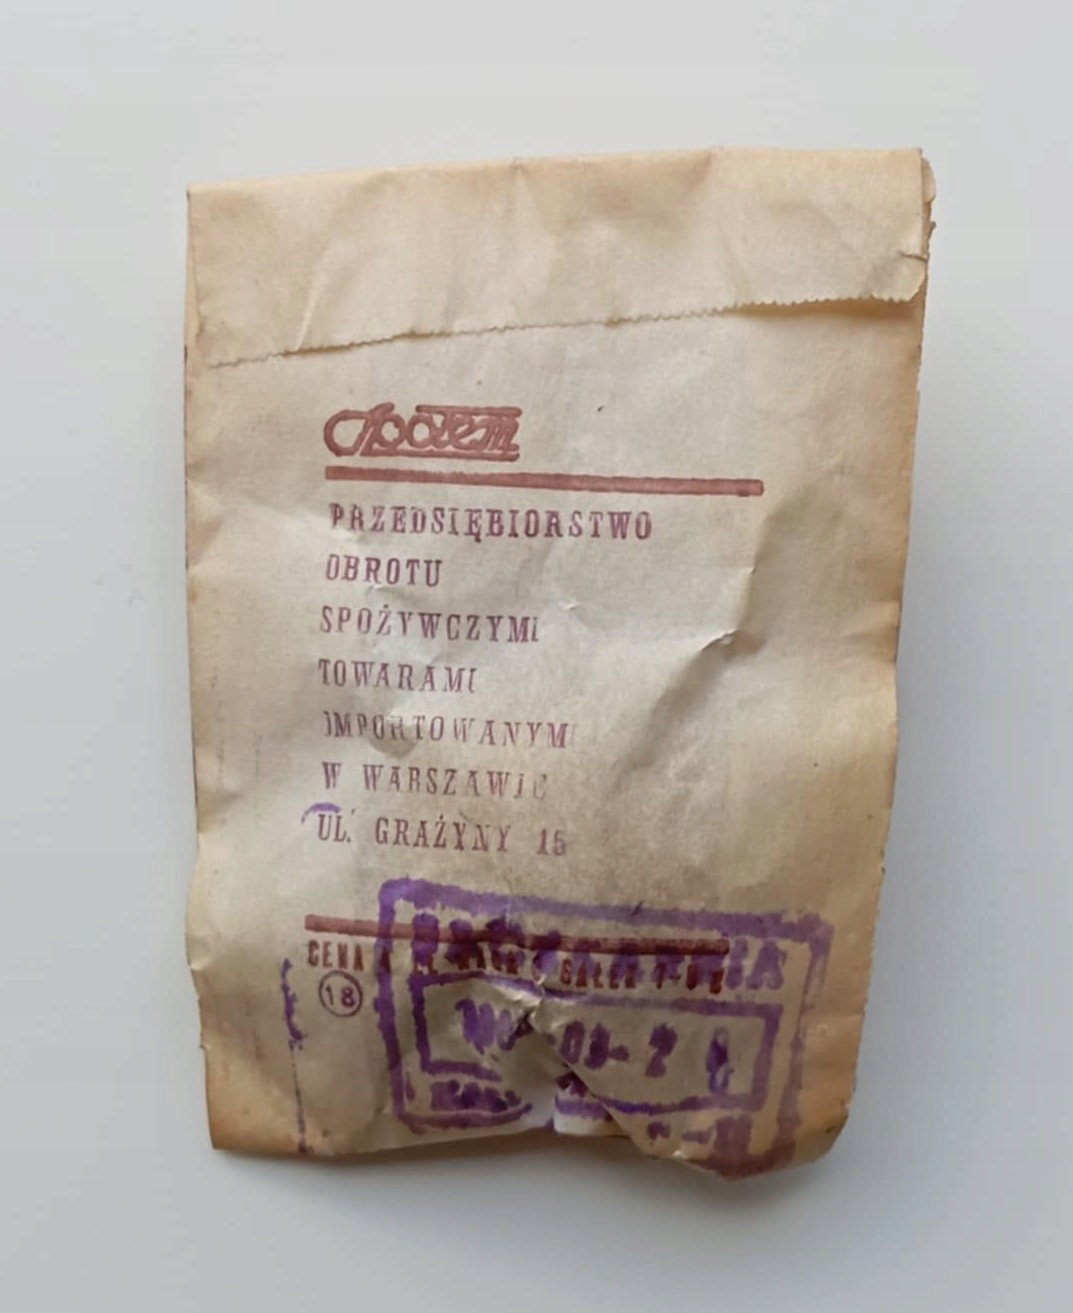 Społem
PRZEDSIĘBIORSTWO
OBROTU
SPOŻYWCZYMI
TOWARAMI
IMPORTOWANYMI
W WARSZAWIE
UL. GRAŻYNY 15
CENA
18